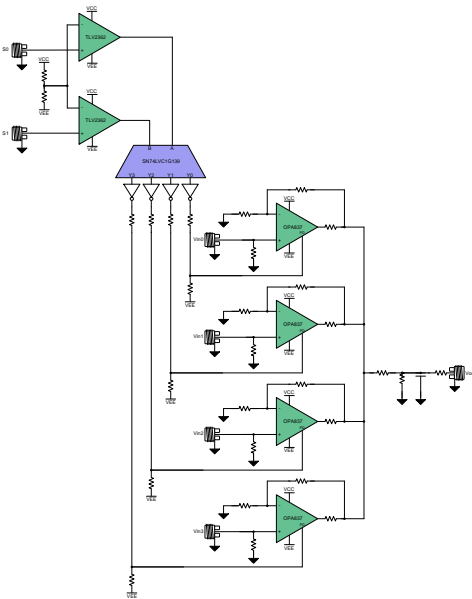 VCC
TLV2362
S0
VCC
VEE
VEE
VCC
TLV2362
S1
VEE
B A
SN74LVC1G139
Y3 Y2 Y1 Y0
VCC
OPA837
Vin0
VEE
VEE
VCC
OPA837
Vin1
VEE
VEE
VCC
OPA837
Vin2
VEE
VEE
VCC
OPA837
Vin3
VEE
VEE